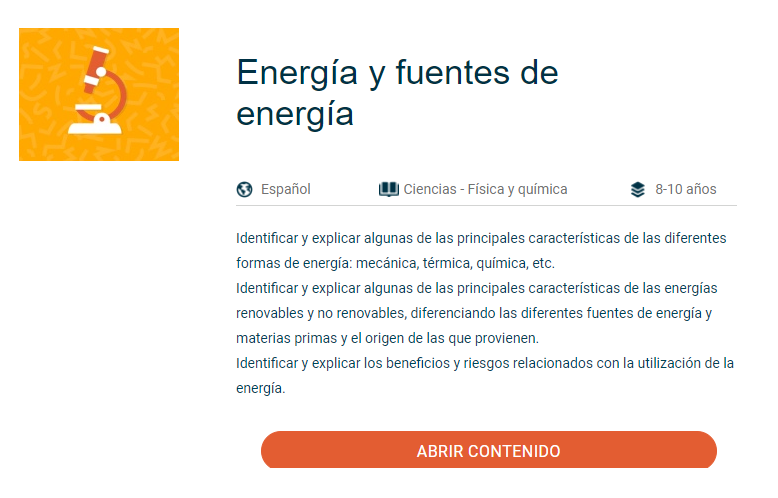 Energía y fuentes de
energía
Español
Ciencias - Física y química
8-10 años
Identificar y explicar algunas de las principales características de las diferentes
formas de energía: mecánica, térmica, química, etc.
Identificar y explicar algunas de las principales características de las energías
renovables y no renovables, diferenciando las diferentes fuentes de energía y
materias primas y el origen de las que provienen.
Identificar y explicar los beneficios y riesgos relacionados con la utilización de la
energía.
ABRIR CONTENIDO